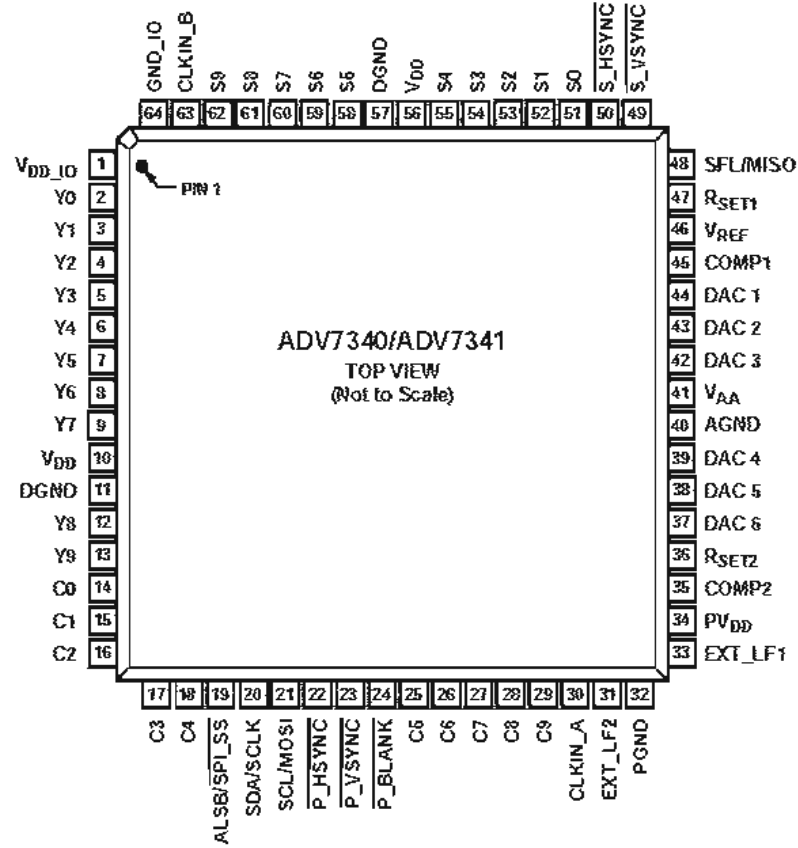 GND_IO
CLKIN_B
S9
S8
S7
S6
S5
DGND
VDD
S4
S3
S2
S1
S0
S_HSYNC
S_VSYNC
64 63 62 61 60 59 58 57 56 55 54 53 52 51 50 49
VDD_IO 1
Y0 2
Y1 3
Y2 4
Y3 5
Y4 6
Y5 7
Y6 8
Y7 9
VDD 10
DGND 11
Y8 12
Y9 13
C0 14
C1 15
C2 16
PIN 1
ADV7340/ADV7341
TOP VIEW
(Not to Scale)
48 SFL/MISO
47 RSET1
46 VREF
45 COMP1
44 DAC 1
43 DAC 2
42 DAC 3
41 VAA
40 AGND
39 DAC 4
38 DAC 5
37 DAC 6
36 RSET2
35 COMP2
34 PVDD
33 EXT_LF1
17 18 19 20 21 22 23 24 25 26 27 28 29 30 31 32
C3
C4
ALSB/SPI_SS
SDA/SCLK
SCL/MOSI
P_HSYNC
P_VSYNC
P_BLANK
C5
C6
C7
C8
C9
CLKIN_A
EXT_LF2
PGND